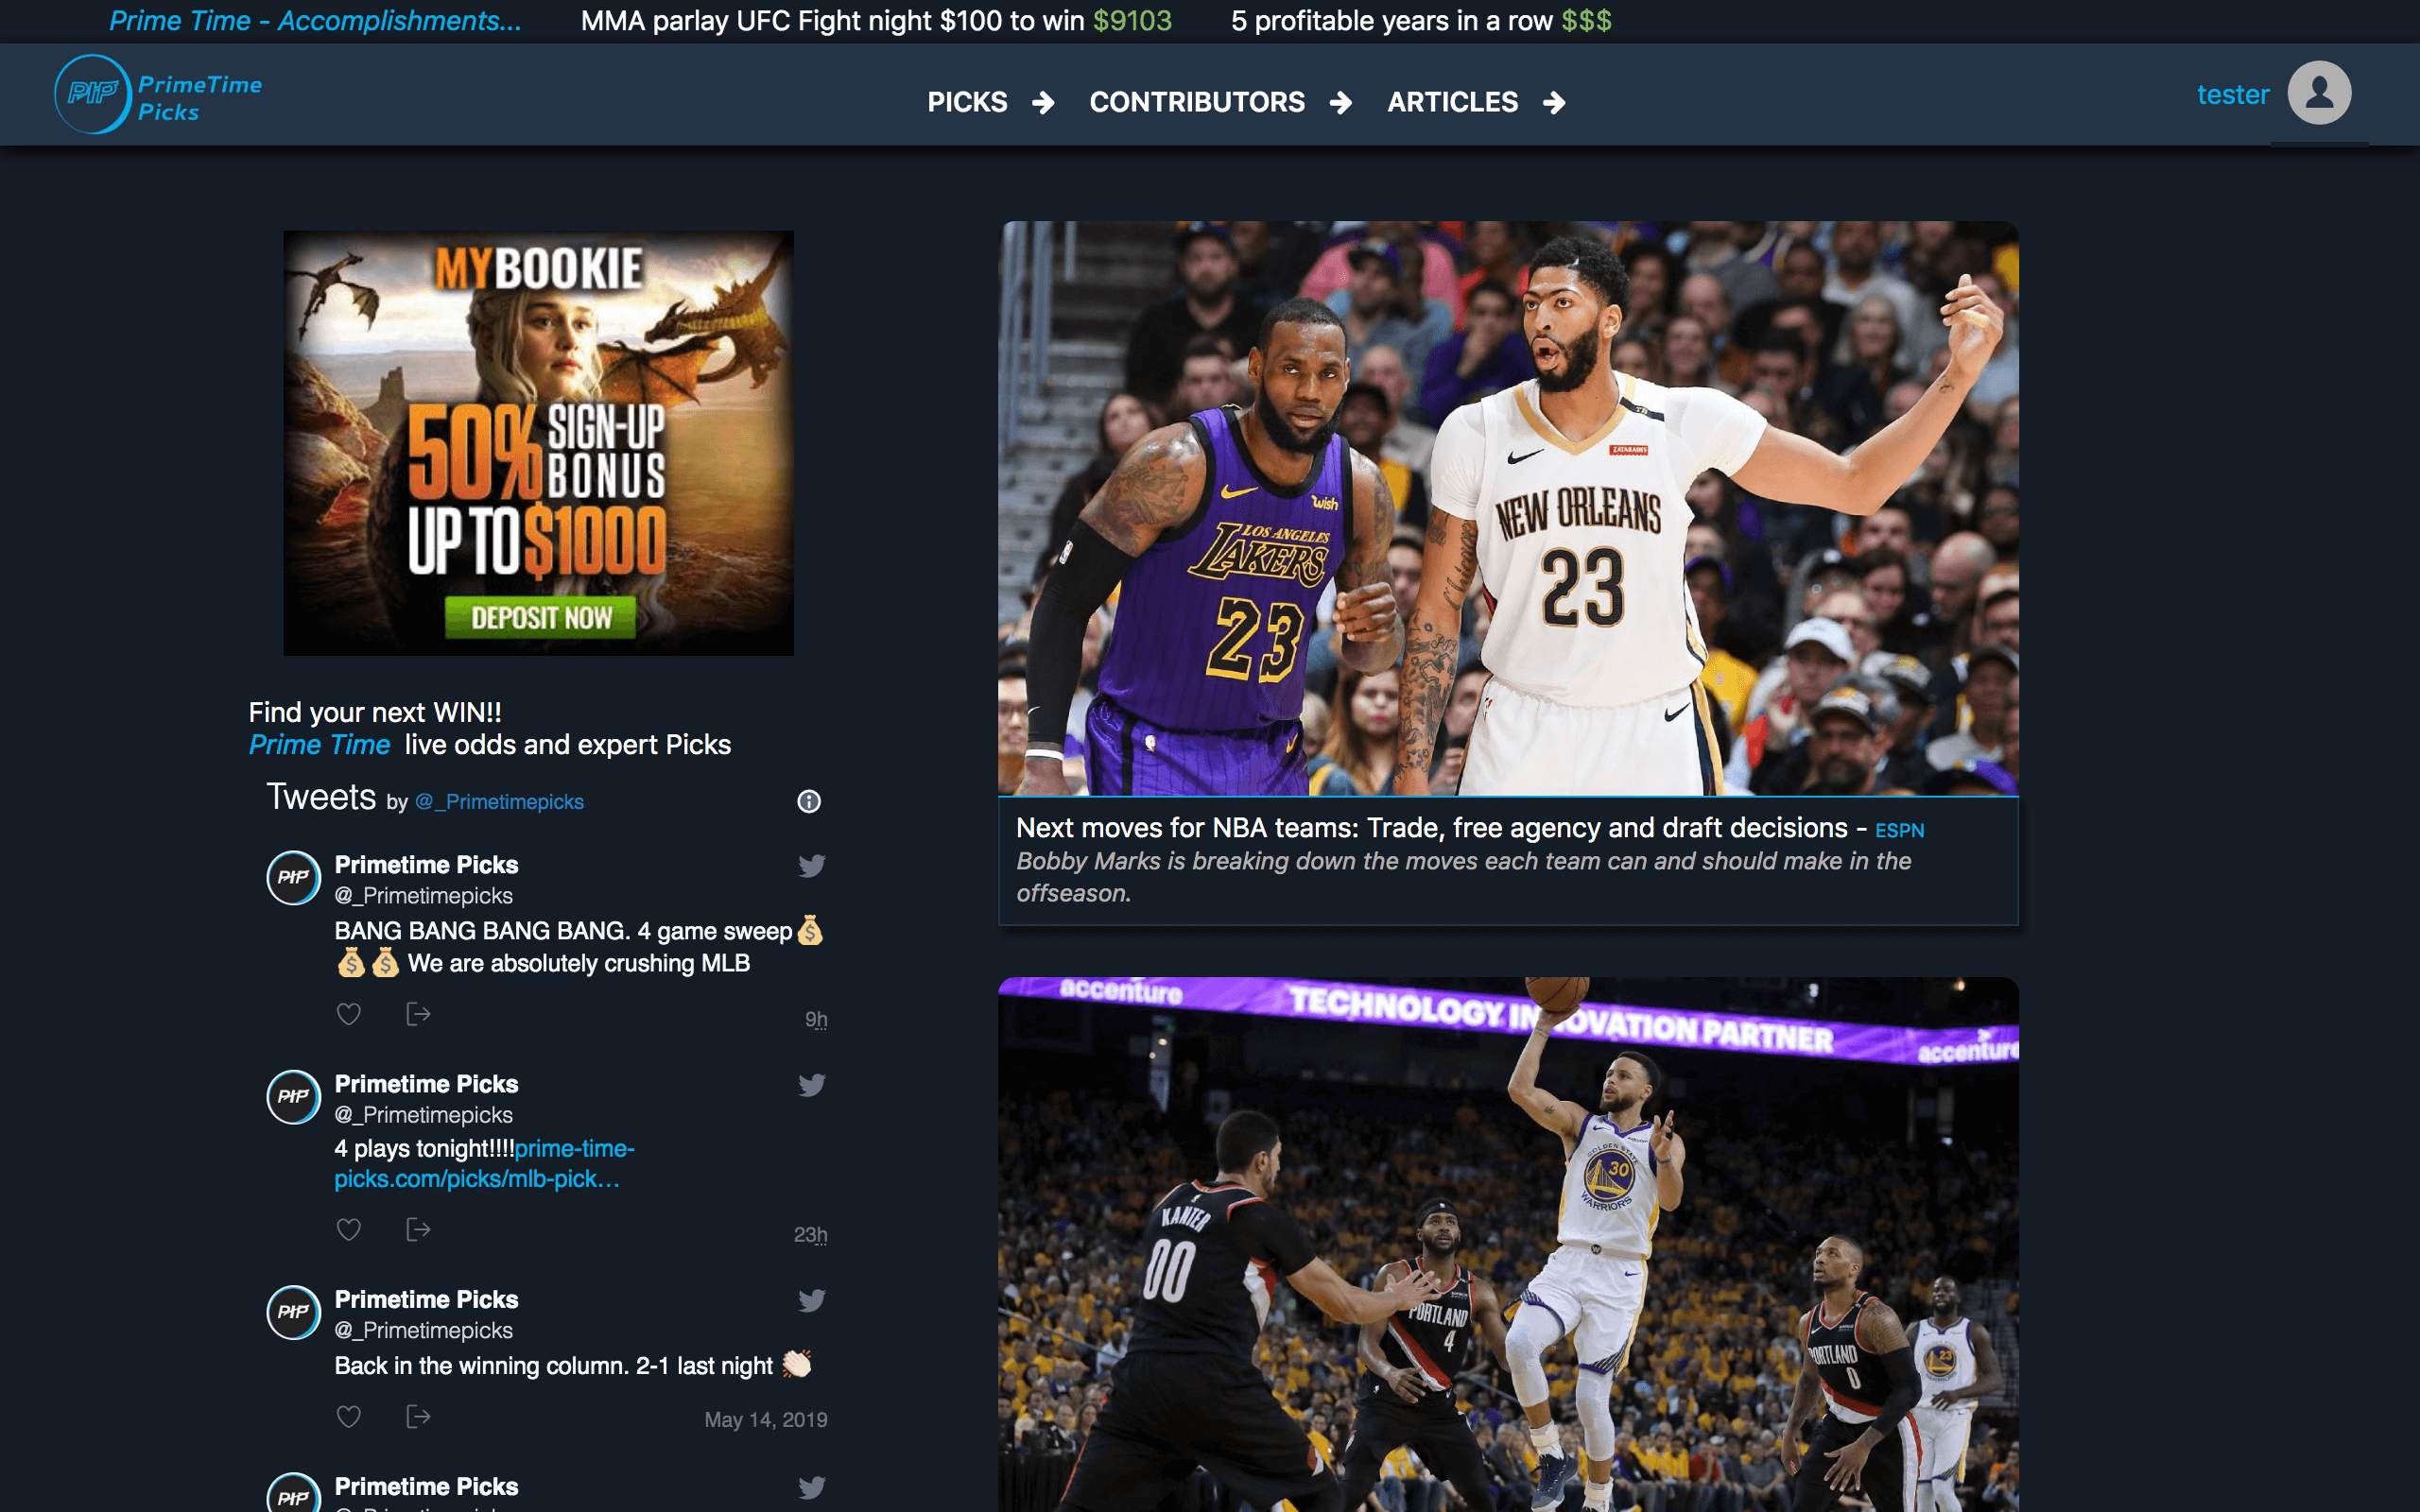 Prime Time - Accomplishments... MMA parlay UFC Fight night $100 to win $9103 5 profitable years in a row $$$
PTP PrimeTime
Picks
PICKS CONTRIBUTORS ARTICLES
tester
MYBOOKIE
50% SIGN-UP
BONUS
UP TO $1000
DEPOSIT NOW
Find your next WIN!!
Prime Time live odds and expert Picks
Tweets by @_Primetimepicks
Primetime Picks
@_Primetimepicks
BANG BANG BANG BANG. 4 game sweep💰
💰💰 We are absolutely crushing MLB
9h
Primetime Picks
@_Primetimepicks
4 plays tonight!!!!prime-time-
picks.com/picks/mlb-pick…
23h
Primetime Picks
@_Primetimepicks
Back in the winning column. 2-1 last night 👏🏻
May 14, 2019
Primetime Picks
wish
LOS ANGELES
LAKERS
23
ZATARAIN'S
NEW ORLEANS
23
Next moves for NBA teams: Trade, free agency and draft decisions - ESPN
Bobby Marks is breaking down the moves each team can and should make in the
offseason.
accenture
TECHNOLOGY IN OVATION PARTNER
accenture
KANTER
00
PORTLAND
4
GOLDEN STATE
30
WARRIORS
PORTLAND
0
23